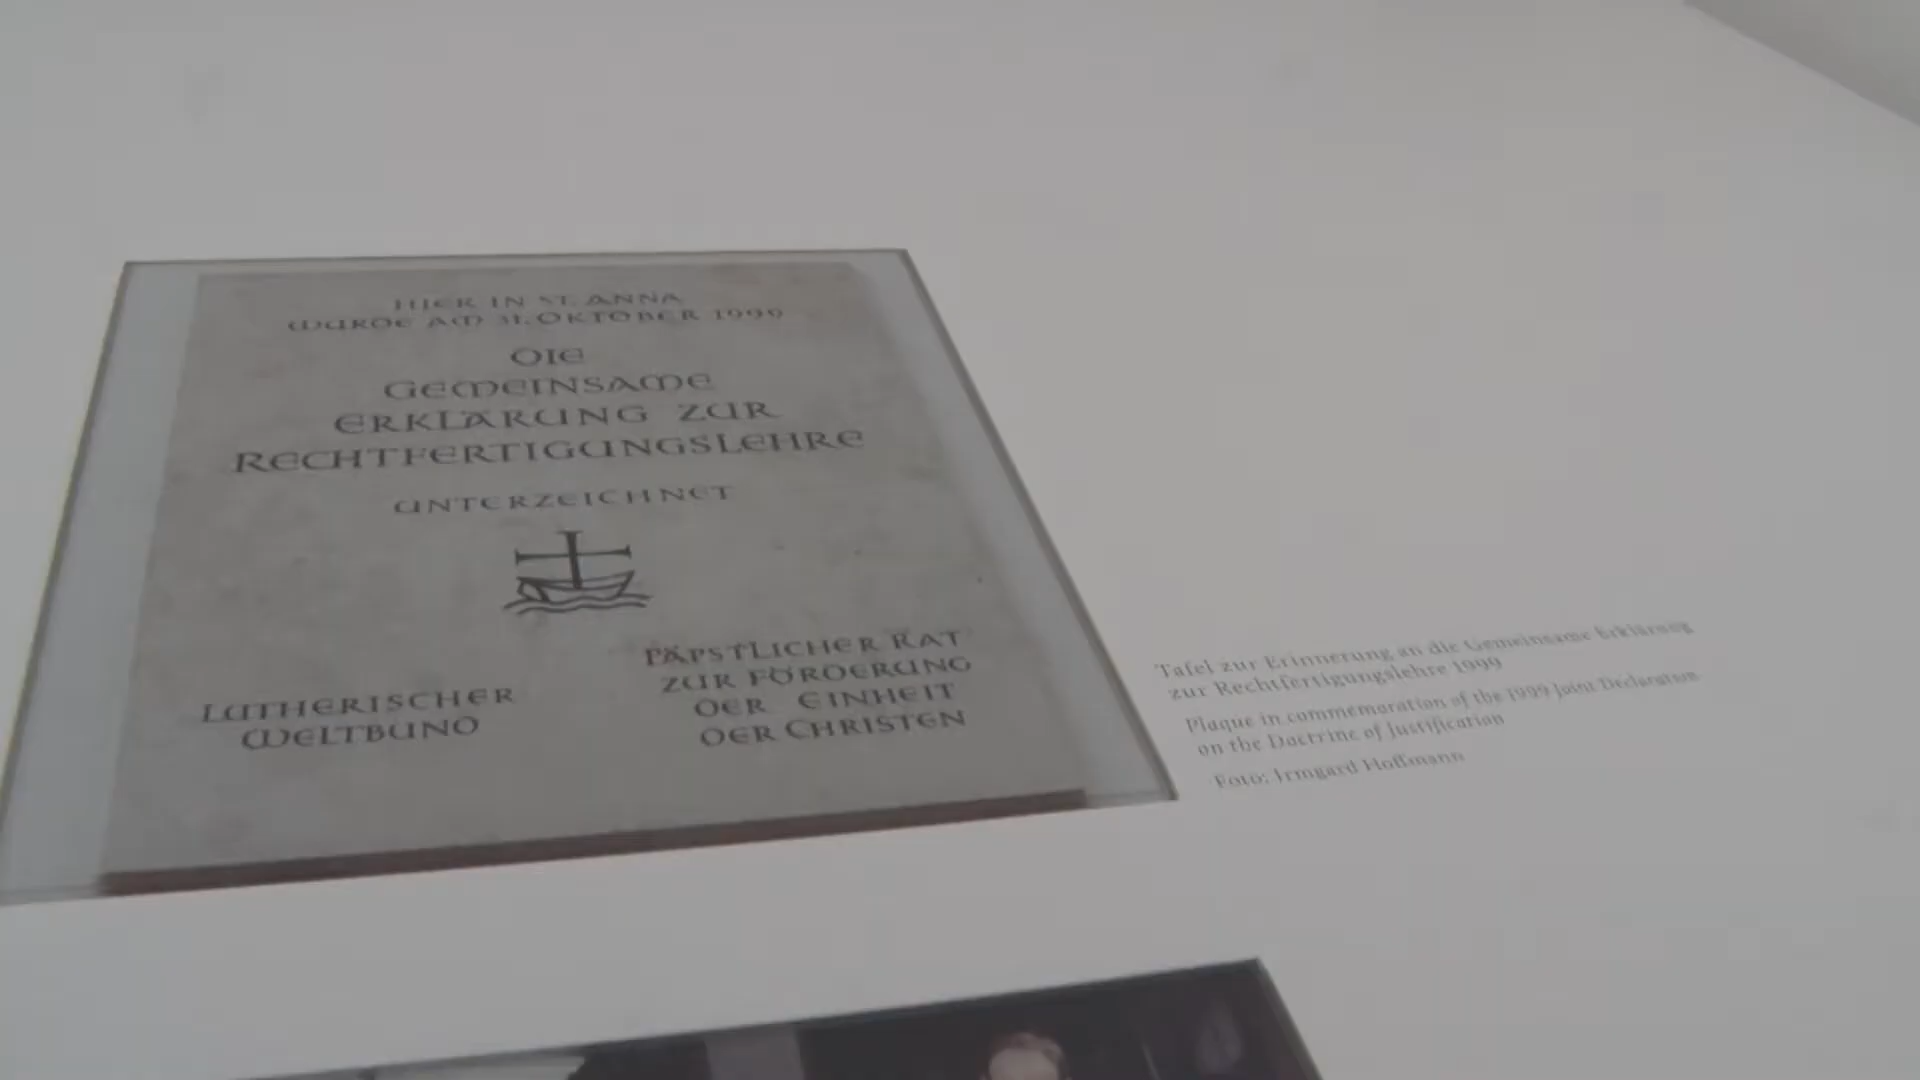 HIER IN ST. ANNA
WURDE AM 31. OKTOBER 1999
DIE
GEMEINSAME
ERKLÄRUNG ZUR
RECHTFERTIGUNGSLEHRE
UNTERZEICHNET
LUTHERISCHER
WELTBUND
PÄPSTLICHER RAT
ZUR FÖRDERUNG
DER EINHEIT
DER CHRISTEN
Tafel zur Erinnerung an die Gemeinsame Erklärung
zur Rechtfertigungslehre 1999
Plaque in commemoration of the 1999 Joint Declaration
on the Doctrine of Justification
Foto: Irmgard Hoffmann